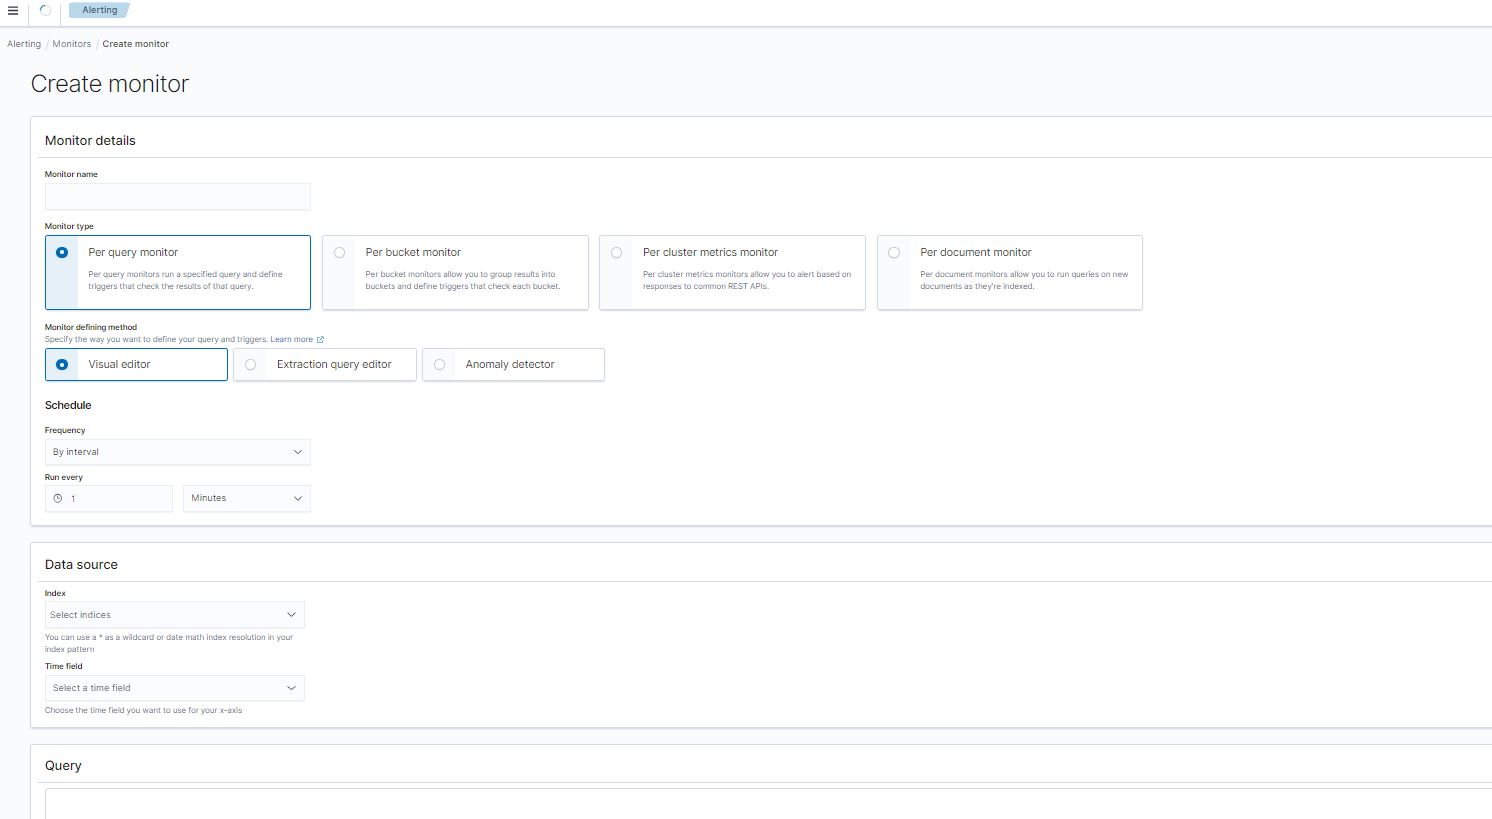 Alerting
Alerting / Monitors / Create monitor
Create monitor
Monitor details
Monitor name
Monitor type
Per query monitor
Per query monitors run a specified query and define
triggers that check the results of that query.
Per bucket monitor
Per bucket monitors allow you to group results into
buckets and define triggers that check each bucket.
Per cluster metrics monitor
Per cluster metrics monitors allow you to alert based on
responses to common REST APIs.
Per document monitor
Per document monitors allow you to run queries on new
documents as they're indexed.
Monitor defining method
Specify the way you want to define your query and triggers. Learn more
Visual editor
Extraction query editor
Anomaly detector
Schedule
Frequency
By interval
Run every
1
Minutes
Data source
Index
Select indices
You can use a * as a wildcard or date math index resolution in your
index pattern
Time field
Select a time field
Choose the time field you want to use for your x-axis
Query